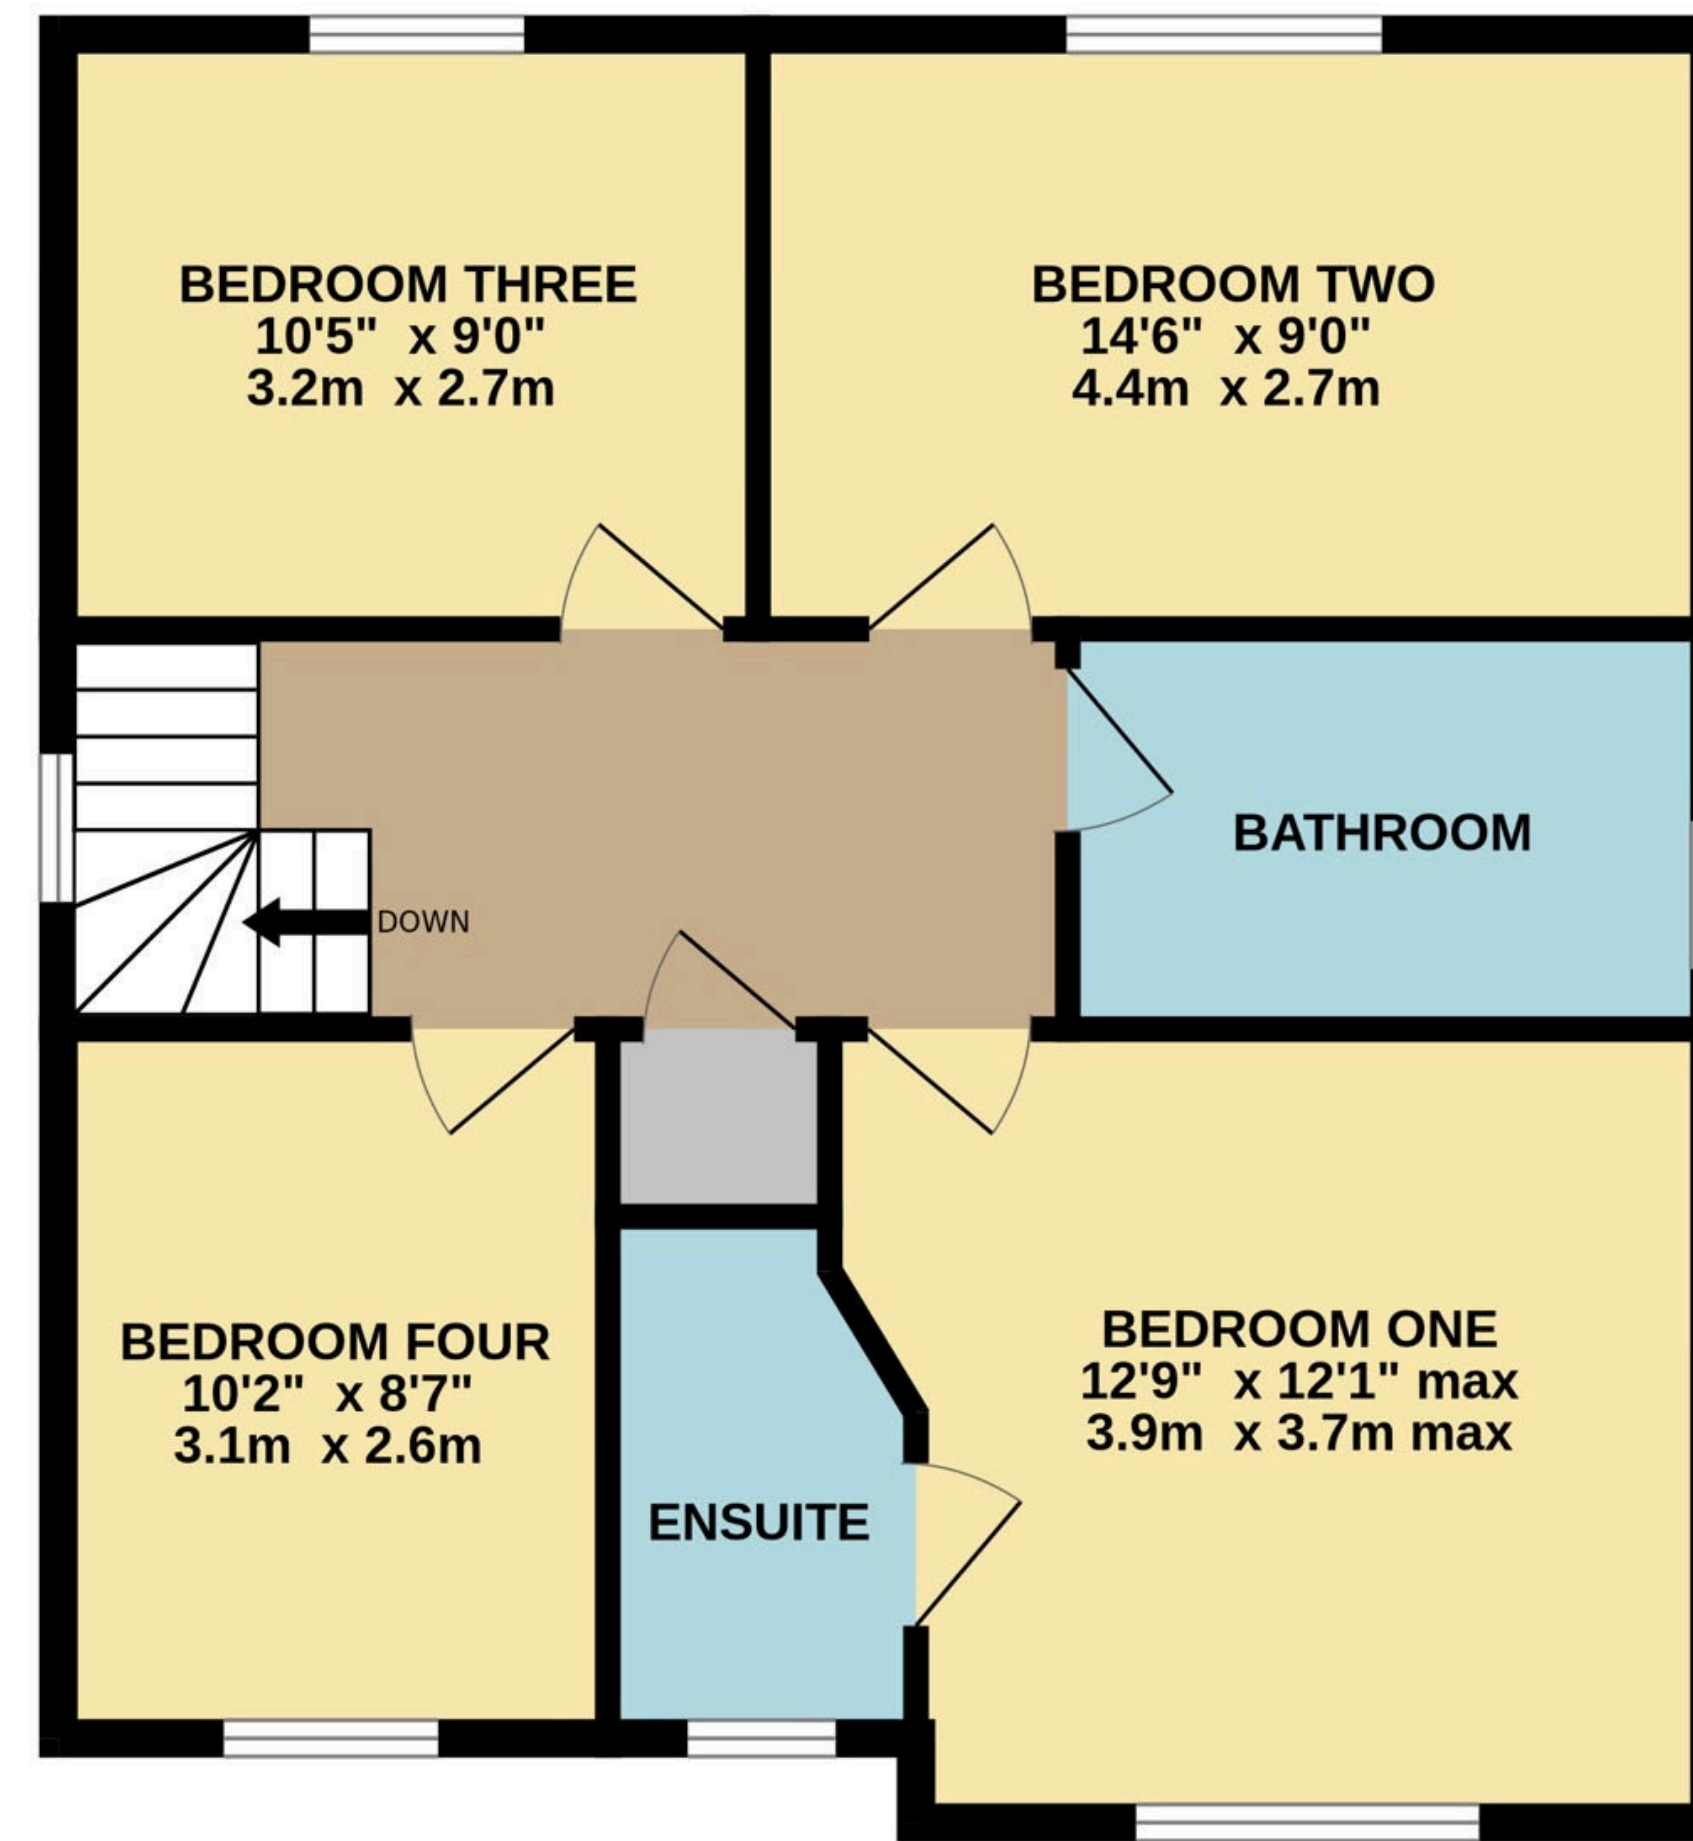 BEDROOM THREE
10'5"  x 9'0"
3.2m  x 2.7m
BEDROOM TWO
14'6"  x 9'0"
4.4m  x 2.7m
BATHROOM
DOWN
BEDROOM FOUR
10'2"  x 8'7"
3.1m  x 2.6m
ENSUITE
BEDROOM ONE
12'9"  x 12'1" max
3.9m  x 3.7m max